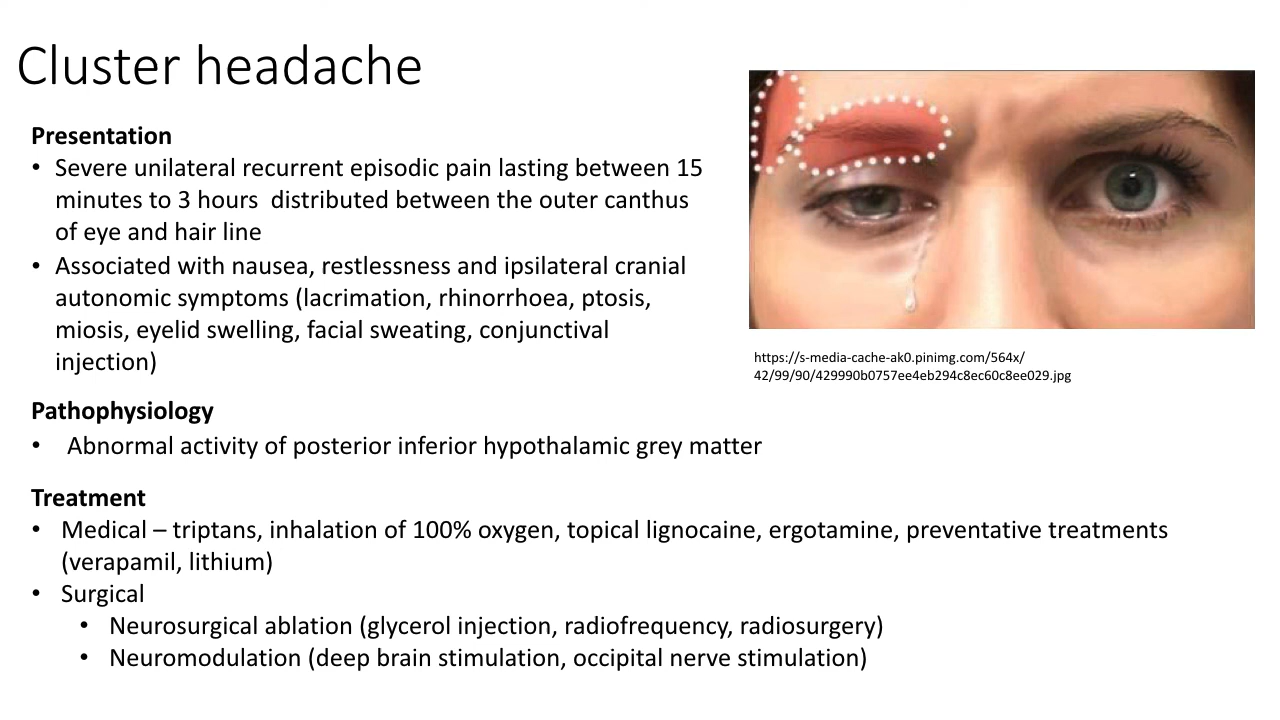 Cluster headache
Presentation
• Severe unilateral recurrent episodic pain lasting between 15
minutes to 3 hours  distributed between the outer canthus
of eye and hair line
• Associated with nausea, restlessness and ipsilateral cranial
autonomic symptoms (lacrimation, rhinorrhoea, ptosis,
miosis, eyelid swelling, facial sweating, conjunctival
injection)
https://s-media-cache-ak0.pinimg.com/564x/
42/99/90/429990b0757ee4eb294c8ec60c8ee029.jpg
Pathophysiology
• Abnormal activity of posterior inferior hypothalamic grey matter
Treatment
• Medical – triptans, inhalation of 100% oxygen, topical lignocaine, ergotamine, preventative treatments
(verapamil, lithium)
• Surgical
• Neurosurgical ablation (glycerol injection, radiofrequency, radiosurgery)
• Neuromodulation (deep brain stimulation, occipital nerve stimulation)